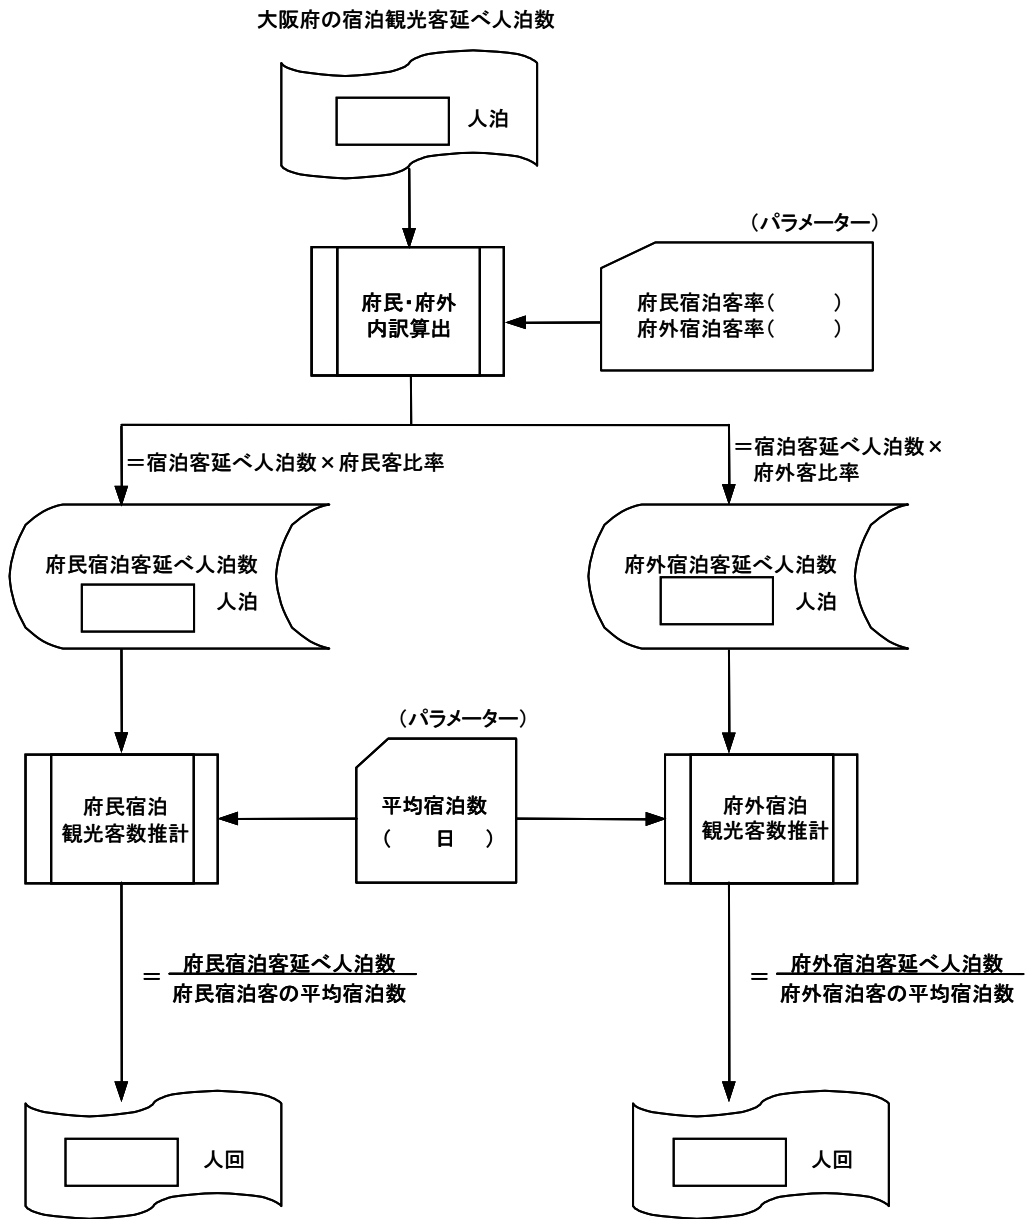 大阪府の宿泊観光客延べ人泊数
人泊
（パラメーター）
府民・府外
内訳算出
府民宿泊客率（　　　）
府外宿泊客率（　　　）
＝宿泊客延べ人泊数×府民客比率
＝宿泊客延べ人泊数×
府外客比率
府民宿泊客延べ人泊数
人泊
府外宿泊客延べ人泊数
人泊
（パラメーター）
府民宿泊
観光客数推計
平均宿泊数
（　　日　）
府外宿泊
観光客数推計
＝ 府民宿泊客延べ人泊数
府民宿泊客の平均宿泊数
＝ 府外宿泊客延べ人泊数
府外宿泊客の平均宿泊数
人回
人回